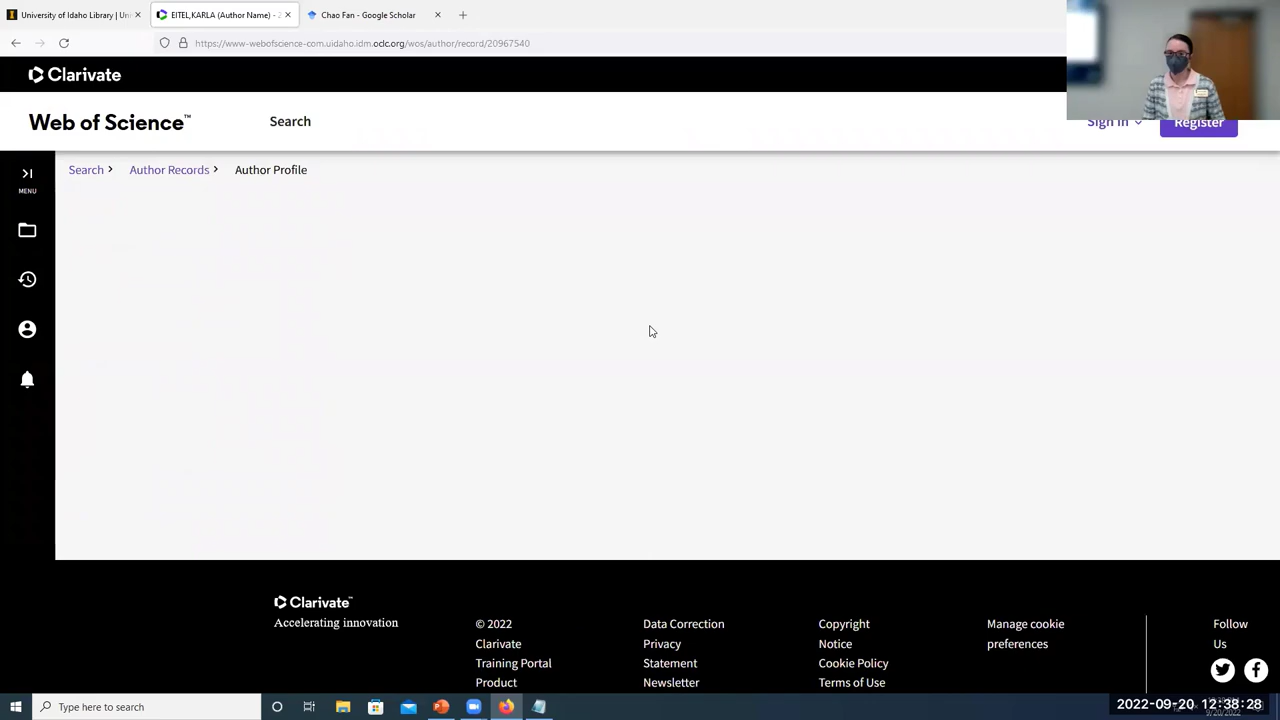 University of Idaho Library | Un
EITEL,KARLA (Author Name) -
Chao Fan - Google Scholar
https://www-webofscience-com.uidaho.idm.oclc.org/wos/author/record/20967540
Clarivate
Web of Science™
Search
Sign In
Register
MENU
Search
Author Records
Author Profile
Clarivate™
Accelerating innovation
© 2022
Clarivate
Training Portal
Product
Data Correction
Privacy
Statement
Newsletter
Copyright
Notice
Cookie Policy
Terms of Use
Manage cookie
preferences
Follow
Us
Type here to search
2022-09-20 12:38:28